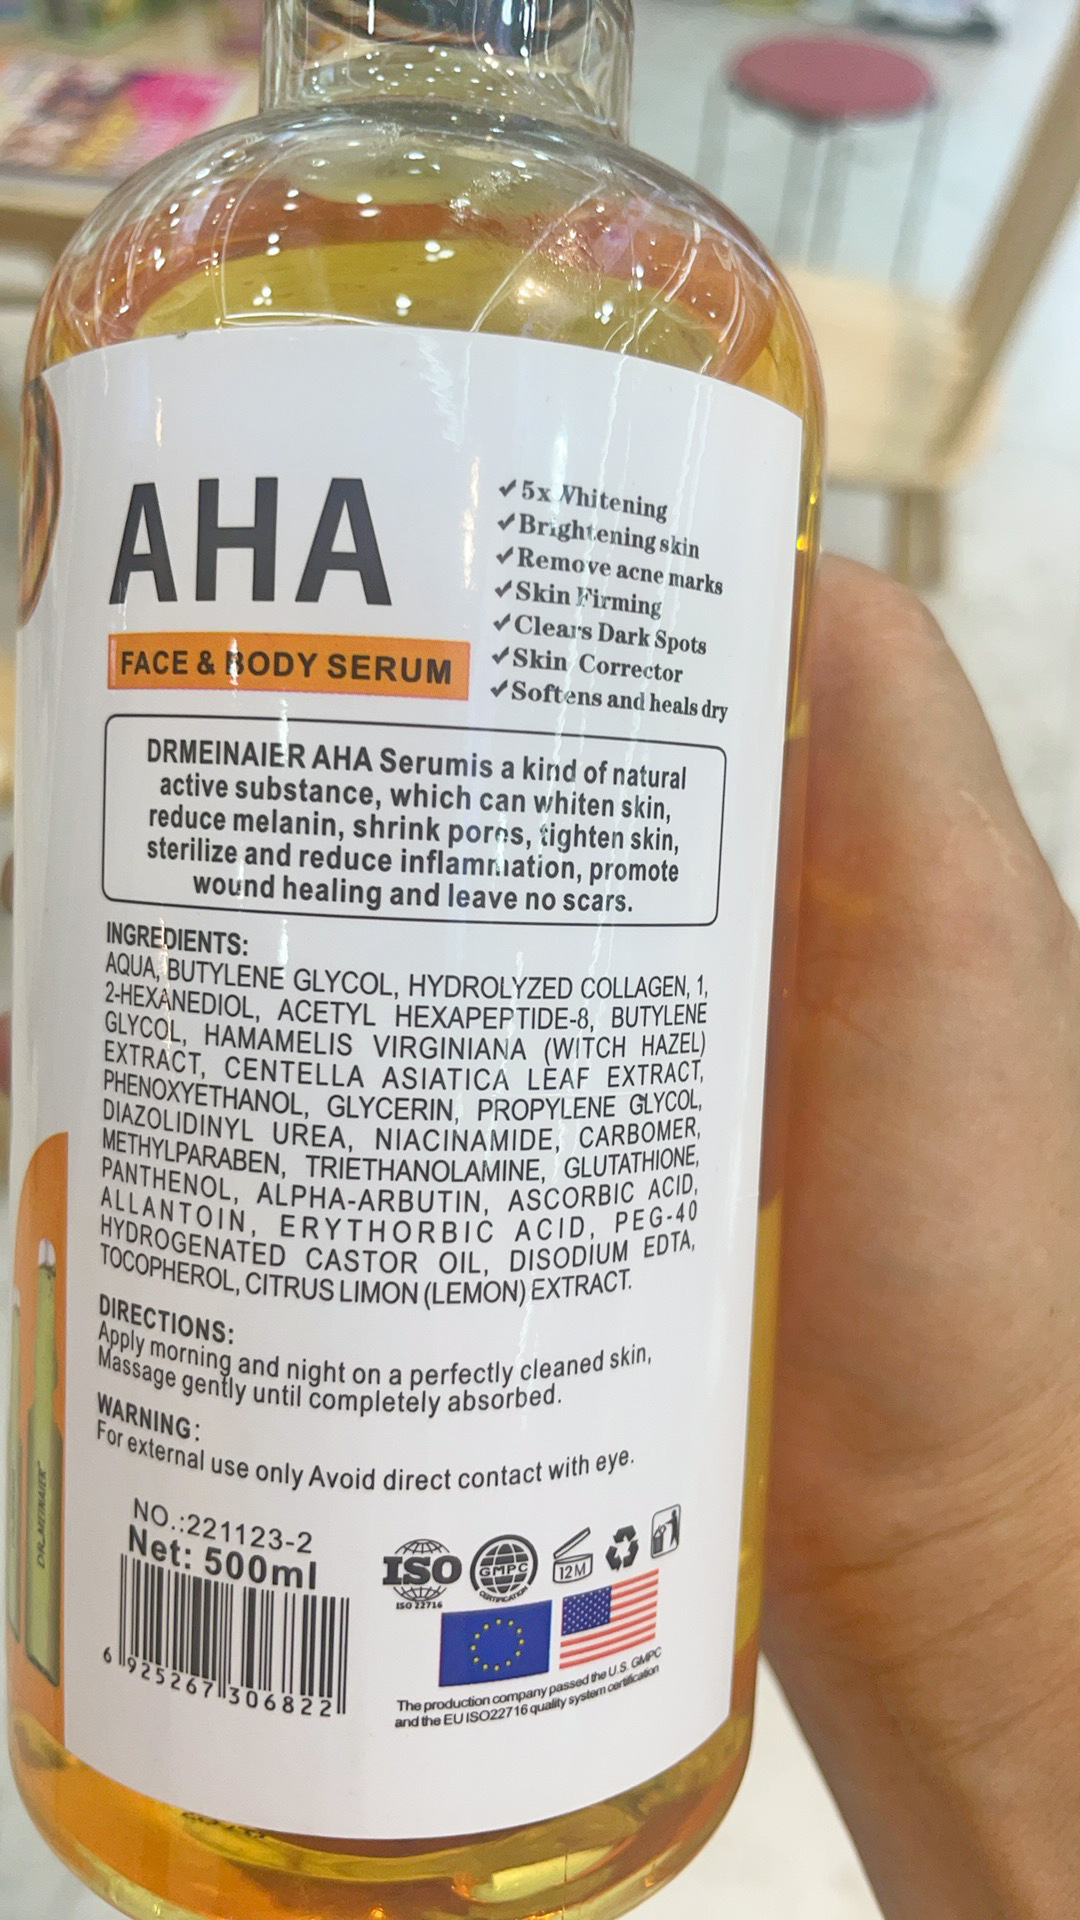 AHA
FACE & BODY SERUM
✓5x Whitening
✓Brightening skin
✓Remove acne marks
✓Skin Firming
✓Clears Dark Spots
✓Skin Corrector
✓Softens and heals dry
DRMEINAIER AHA Serumis a kind of natural
active substance, which can whiten skin,
reduce melanin, shrink pores, tighten skin,
sterilize and reduce inflammation, promote
wound healing and leave no scars.
INGREDIENTS:
AQUA, BUTYLENE GLYCOL, HYDROLYZED COLLAGEN, 1,
2-HEXANEDIOL, ACETYL HEXAPEPTIDE-8, BUTYLENE
GLYCOL, HAMAMELIS VIRGINIANA (WITCH HAZEL)
EXTRACT, CENTELLA ASIATICA LEAF EXTRACT,
PHENOXYETHANOL, GLYCERIN, PROPYLENE GLYCOL,
DIAZOLIDINYL UREA, NIACINAMIDE, CARBOMER,
METHYLPARABEN, TRIETHANOLAMINE, GLUTATHIONE,
PANTHENOL, ALPHA-ARBUTIN, ASCORBIC ACID,
ALLANTOIN, ERYTHORBIC ACID, PEG-40
HYDROGENATED CASTOR OIL, DISODIUM EDTA,
TOCOPHEROL, CITRUS LIMON (LEMON) EXTRACT.
DIRECTIONS:
Apply morning and night on a perfectly cleaned skin,
Massage gently until completely absorbed.
WARNING:
For external use only Avoid direct contact with eye.
NO.:221123-2
Net: 500ml
6 925267 306822
ISO
ISO 22716
GMPC
CERTIFICATION
12M
The production company passed the U.S. GMPC
and the EU ISO22716 quality system certification
DR.MEINAIER